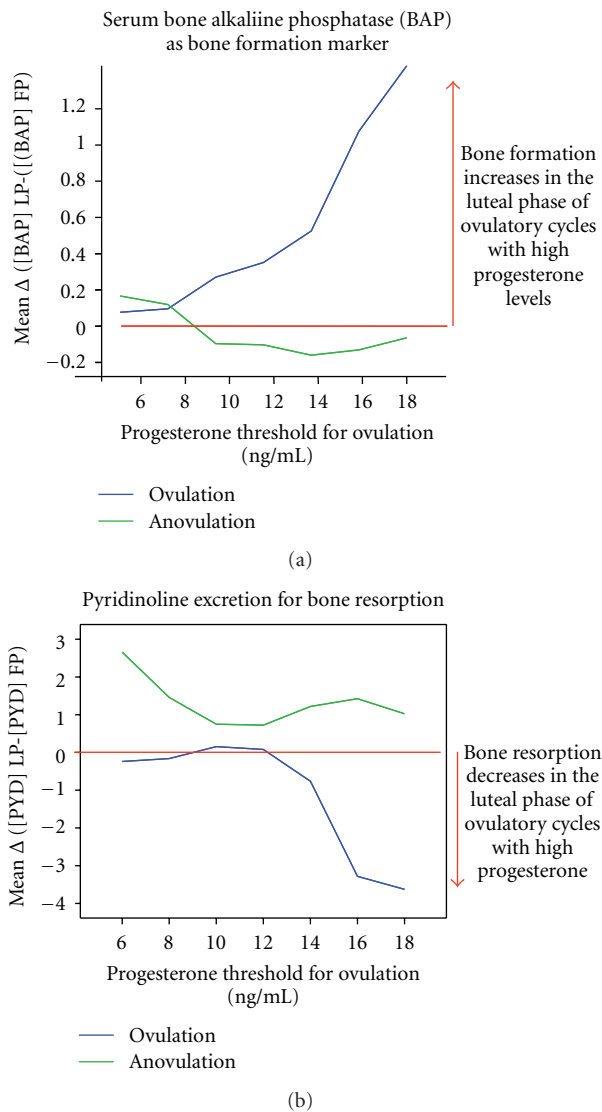 Serum bone alkaliine phosphatase (BAP)
as bone formation marker
Mean Δ ([BAP] LP-([(BAP] FP)
1.2
1
0.8
0.6
0.4
0.2
0
−0.2
6 8 10 12 14 16 18
Progesterone threshold for ovulation
(ng/mL)
Bone formation
increases in the
luteal phase of
ovulatory cycles
with high
progesterone
levels
Ovulation
Anovulation
(a)
Pyridinoline excretion for bone resorption
Mean Δ ([PYD] LP-[PYD] FP)
3
2
1
0
−1
−2
−3
−4
6 8 10 12 14 16 18
Progesterone threshold for ovulation
(ng/mL)
Bone resorption
decreases in the
luteal phase of
ovulatory cycles
with high
progesterone
Ovulation
Anovulation
(b)